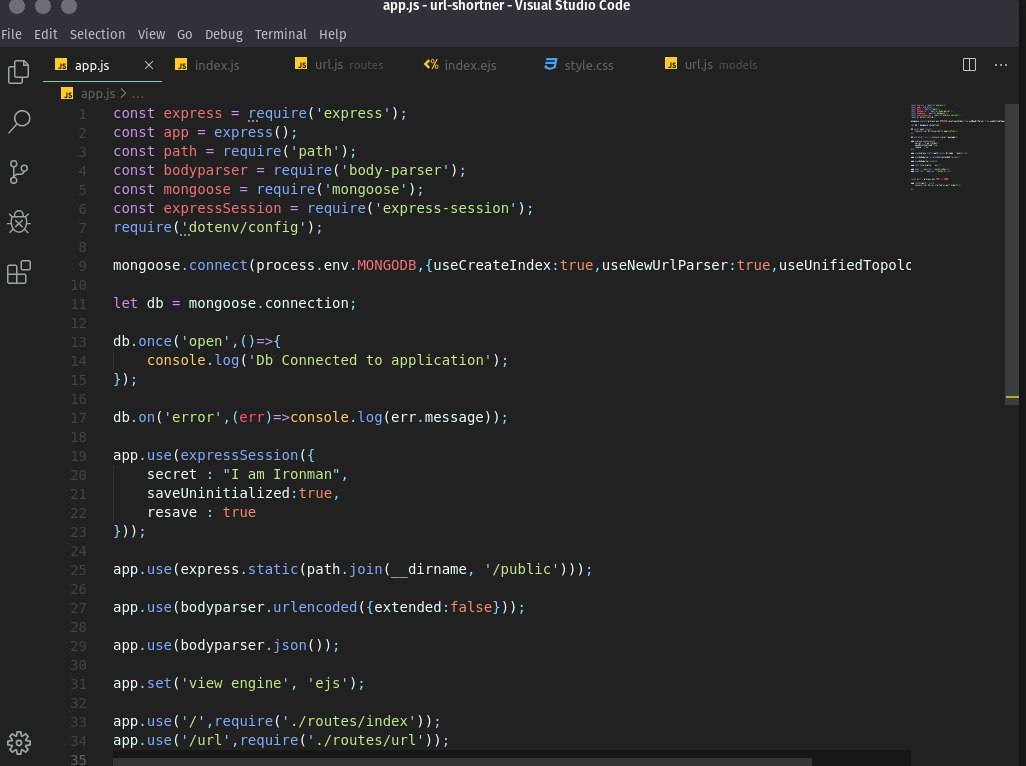 app.js - url-shortner - Visual Studio Code
File Edit Selection View Go Debug Terminal Help
JS app.js JS index.js JS url.js routes <% index.ejs style.css JS url.js models
JS app.js > ...
1 const express = require('express');
2 const app = express();
3 const path = require('path');
4 const bodyparser = require('body-parser');
5 const mongoose = require('mongoose');
6 const expressSession = require('express-session');
7 require('dotenv/config');
8
9 mongoose.connect(process.env.MONGODB,{useCreateIndex:true,useNewUrlParser:true,useUnifiedTopolo
10
11 let db = mongoose.connection;
12
13 db.once('open',()=>{
14     console.log('Db Connected to application');
15 });
16
17 db.on('error',(err)=>console.log(err.message));
18
19 app.use(expressSession({
20     secret : "I am Ironman",
21     saveUninitialized:true,
22     resave : true
23 }));
24
25 app.use(express.static(path.join(__dirname, '/public')));
26
27 app.use(bodyparser.urlencoded({extended:false}));
28
29 app.use(bodyparser.json());
30
31 app.set('view engine', 'ejs');
32
33 app.use('/',require('./routes/index'));
34 app.use('/url',require('./routes/url'));
35